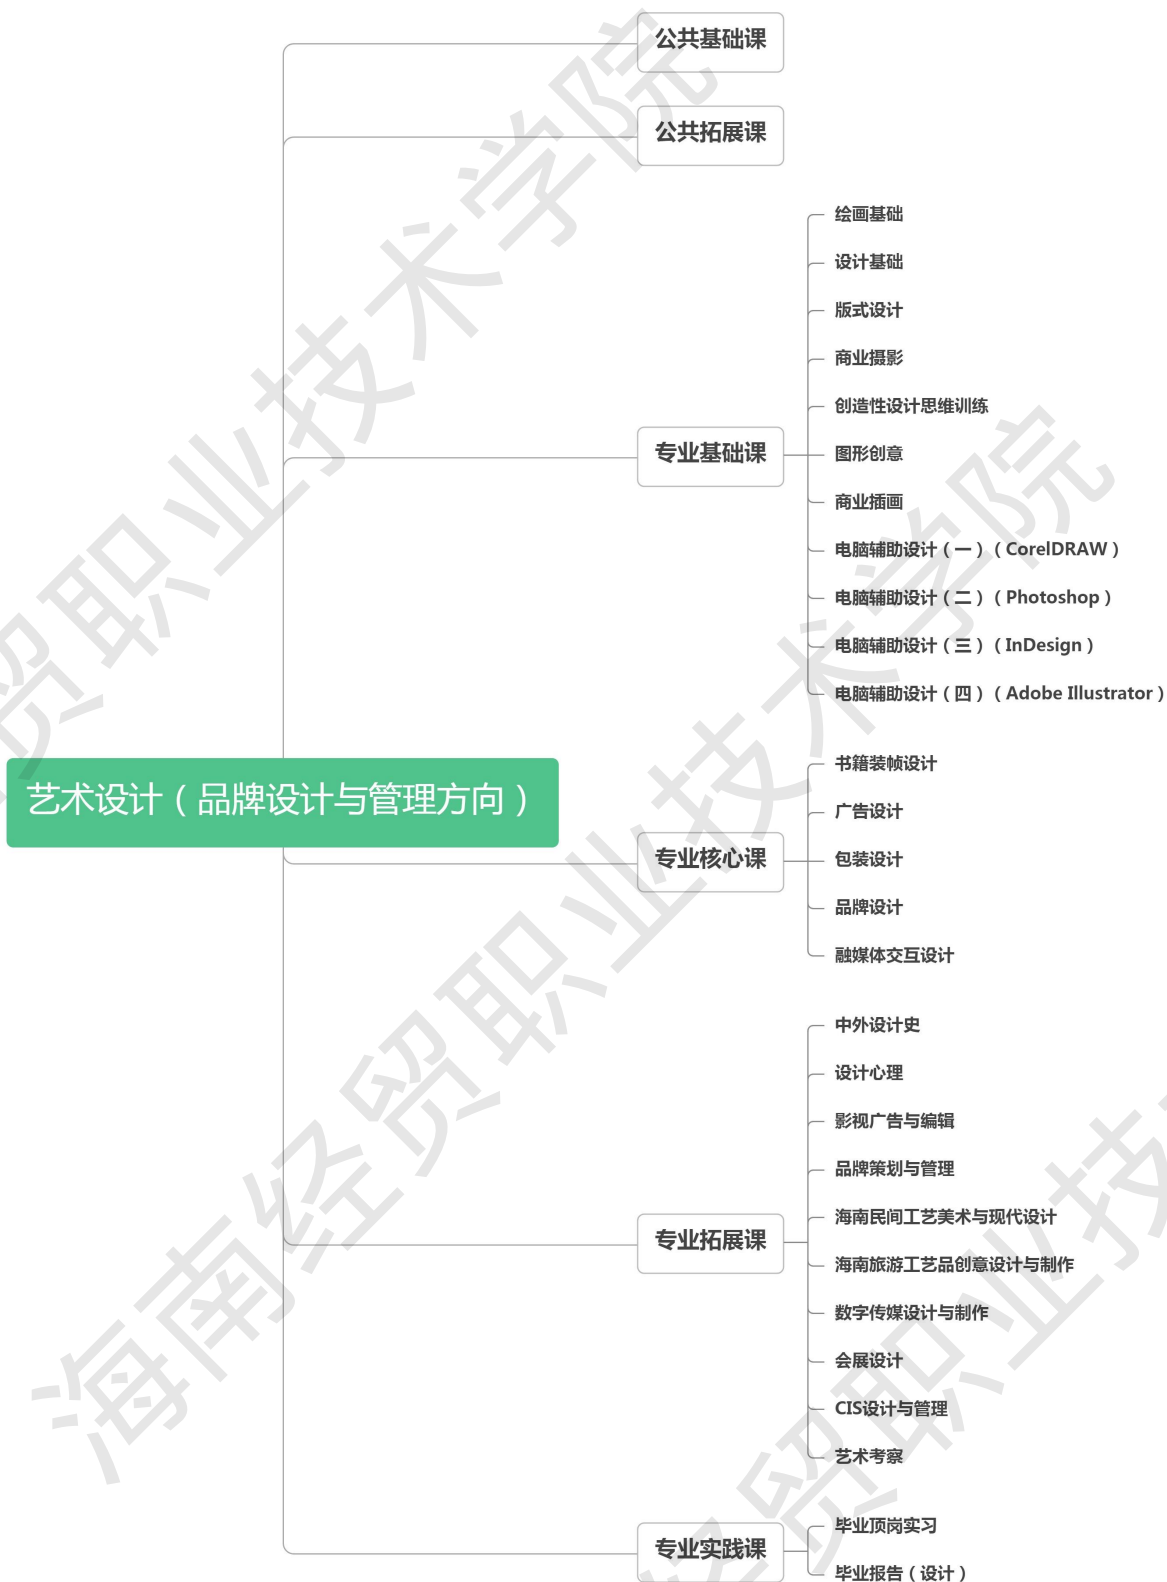 公共基础课
公共拓展课
绘画基础
设计基础
版式设计
商业摄影
创造性设计思维训练
专业基础课
图形创意
商业插画
电脑辅助设计（一）（CorelDRAW）
电脑辅助设计（二）（Photoshop）
电脑辅助设计（三）（InDesign）
电脑辅助设计（四）（Adobe Illustrator）
艺术设计（品牌设计与管理方向）
书籍装帧设计
广告设计
专业核心课
包装设计
品牌设计
融媒体交互设计
中外设计史
设计心理
影视广告与编辑
品牌策划与管理
海南民间工艺美术与现代设计
专业拓展课
海南旅游工艺品创意设计与制作
数字传媒设计与制作
会展设计
CIS设计与管理
艺术考察
专业实践课
毕业顶岗实习
毕业报告（设计）
贸职业技术学院
海南经贸职业技术学院
经贸职业技